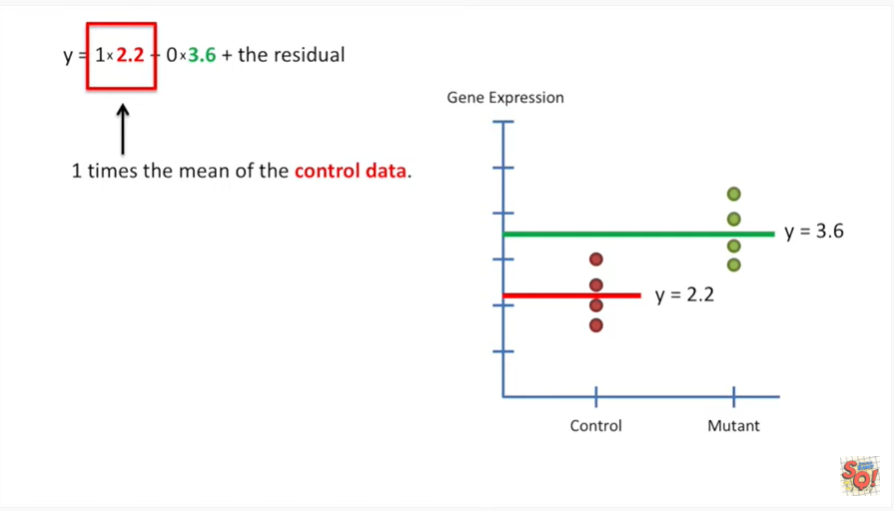 y = 1×2.2 + 0×3.6 + the residual
1 times the mean of the control data.
Gene Expression
y = 3.6
y = 2.2
Control
Mutant
SQ!